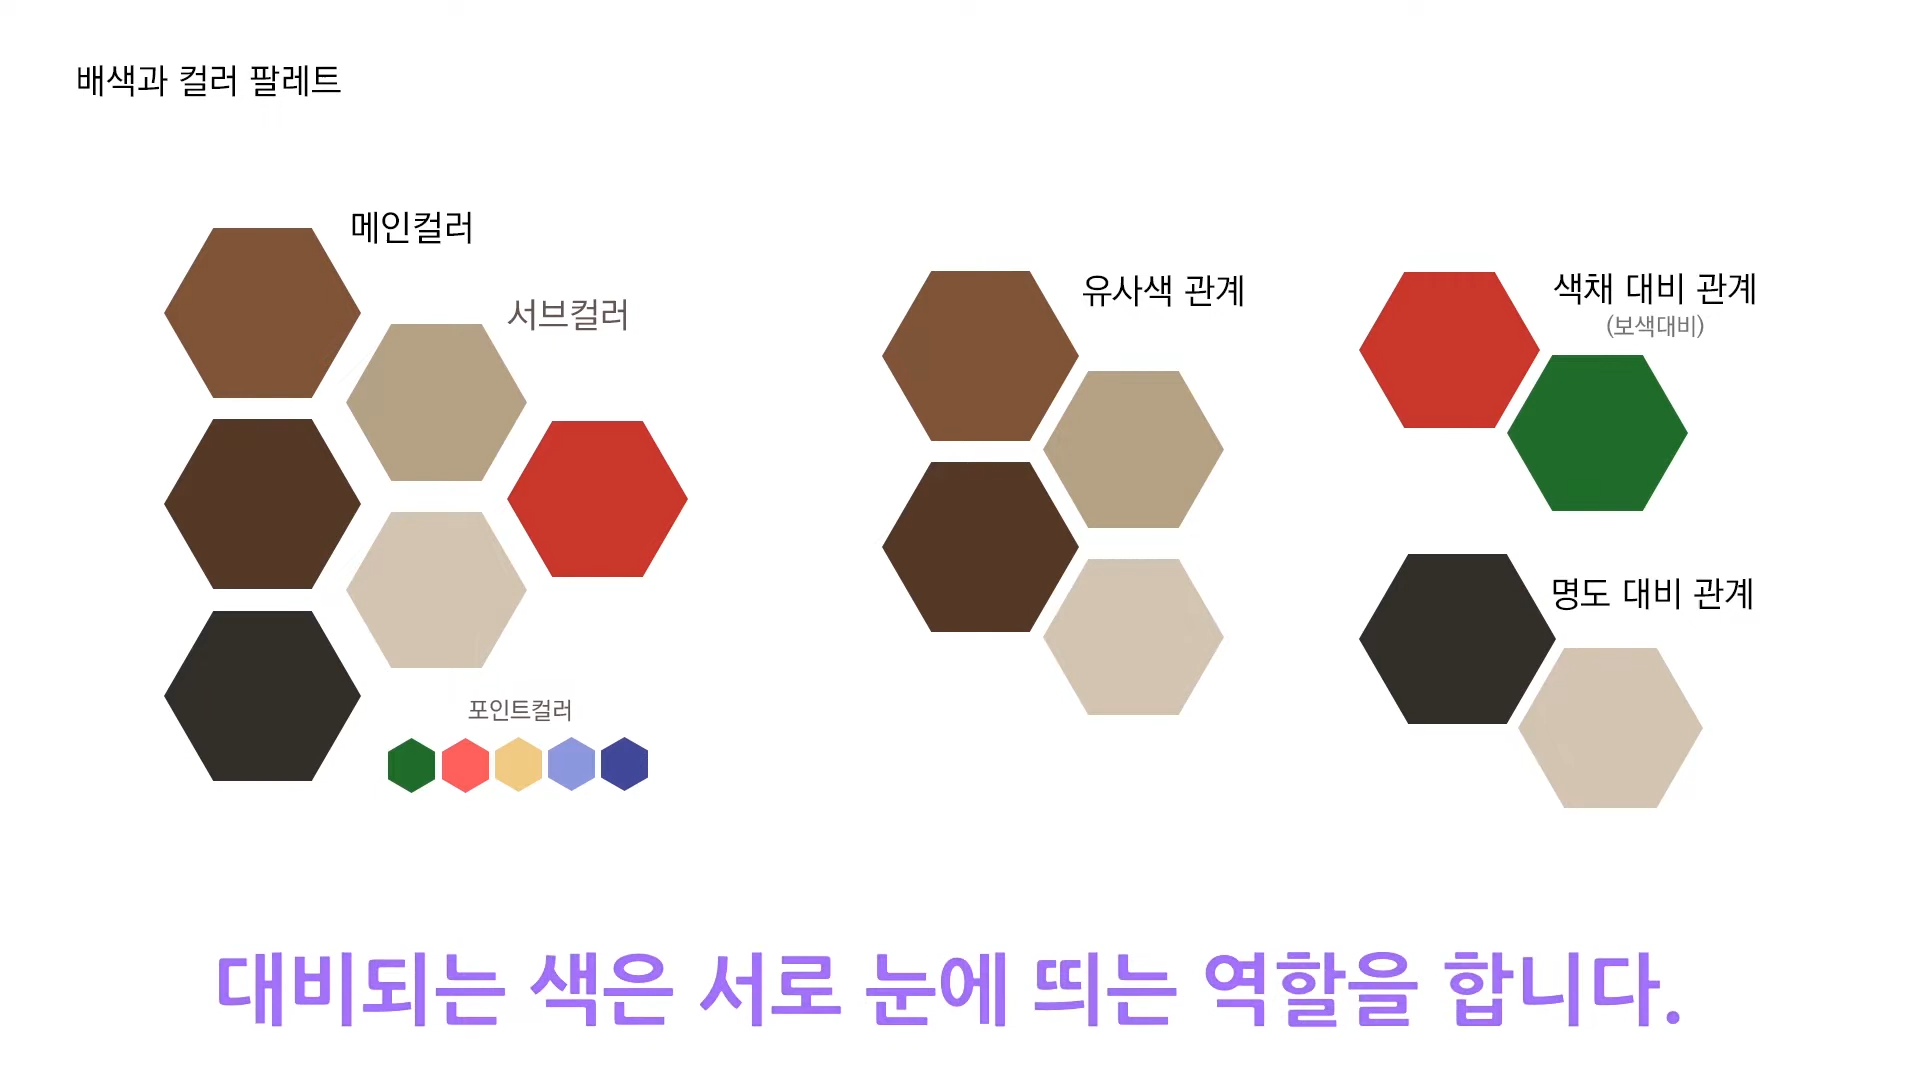 배색과 컬러 팔레트
메인컬러
서브컬러
포인트컬러
유사색 관계
색채 대비 관계
(보색대비)
명도 대비 관계
대비되는 색은 서로 눈에 띄는 역할을 합니다.